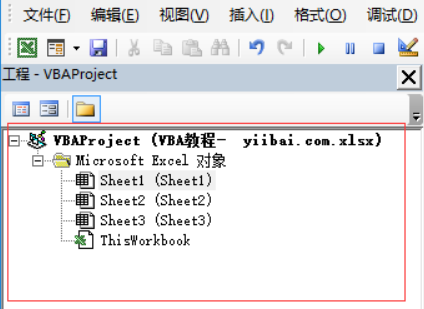 文件(F) 编辑(E) 视图(V) 插入(I) 格式(O) 调试(D)
工程 - VBAProject
VBAProject (VBA教程- yiibai.com.xlsx)
Microsoft Excel 对象
Sheet1 (Sheet1)
Sheet2 (Sheet2)
Sheet3 (Sheet3)
ThisWorkbook